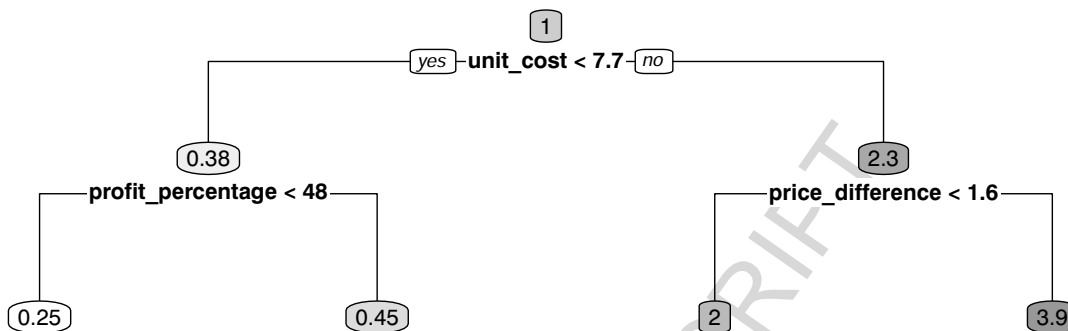 1
yes unit_cost < 7.7 no
0.38 2.3
profit_percentage < 48 price_difference < 1.6
0.25 0.45 2 3.9